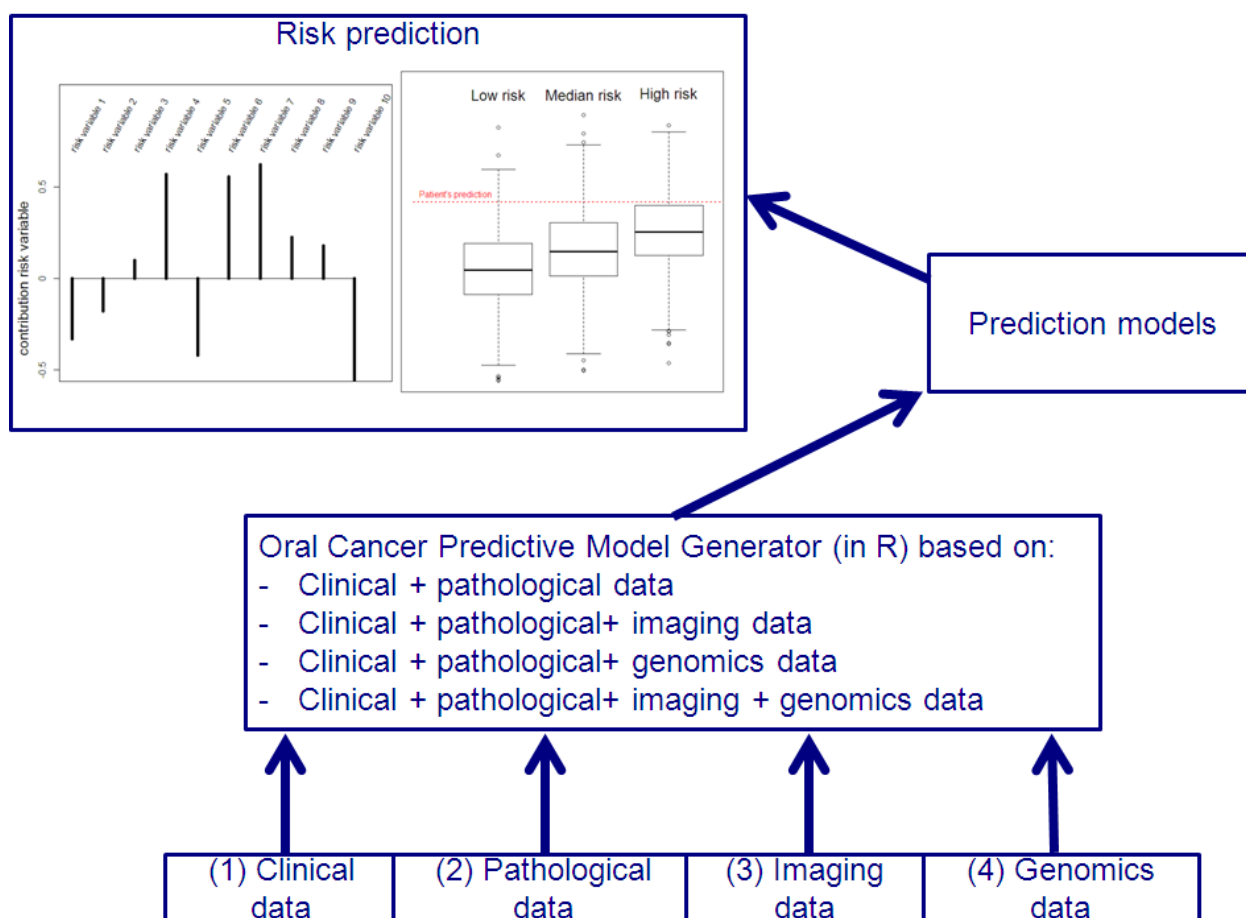 Risk prediction
risk variable 1
risk variable 2
risk variable 3
risk variable 4
risk variable 5
risk variable 6
risk variable 7
risk variable 8
risk variable 9
risk variable 10
contribution risk variable
0.5
0
-0.5
Low risk
Median risk
High risk
Patient's prediction
Prediction models
Oral Cancer Predictive Model Generator (in R) based on:
- Clinical + pathological data
- Clinical + pathological+ imaging data
- Clinical + pathological+ genomics data
- Clinical + pathological+ imaging + genomics data
(1) Clinical
data
(2) Pathological
data
(3) Imaging
data
(4) Genomics
data